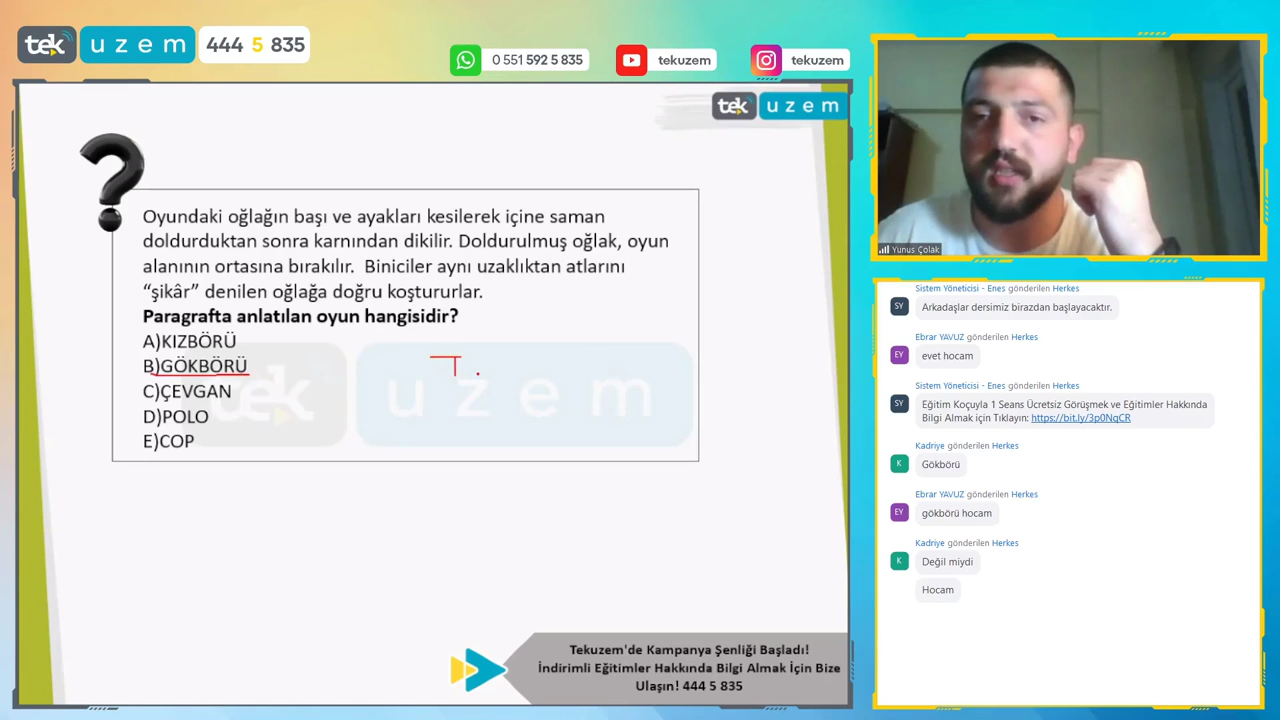 tek uzem 444 5 835
0 551 592 5 835
tekuzem
tekuzem
tek uzem
Oyundaki oğlağın başı ve ayakları kesilerek içine saman
doldurduktan sonra karnından dikilir. Doldurulmuş oğlak, oyun
alanının ortasına bırakılır. Biniciler aynı uzaklıktan atlarını
“şikâr” denilen oğlağa doğru koştururlar.
Paragrafta anlatılan oyun hangisidir?
A)KIZBÖRÜ
B)GÖKBÖRÜ
C)ÇEVGAN
D)POLO
E)COP
tek uzem
T
Tekuzem'de Kampanya Şenliği Başladı!
İndirimli Eğitimler Hakkında Bilgi Almak İçin Bize
Ulaşın! 444 5 835
Yunus Çolak
Sistem Yöneticisi - Enes gönderilen Herkes
SY
Arkadaşlar dersimiz birazdan başlayacaktır.
Ebrar YAVUZ gönderilen Herkes
EY
evet hocam
Sistem Yöneticisi - Enes gönderilen Herkes
SY
Eğitim Koçuyla 1 Seans Ücretsiz Görüşmek ve Eğitimler Hakkında
Bilgi Almak için Tıklayın: https://bit.ly/3p0NqCR
Kadriye gönderilen Herkes
K
Gökbörü
Ebrar YAVUZ gönderilen Herkes
EY
gökbörü hocam
Kadriye gönderilen Herkes
K
Değil miydi
Hocam